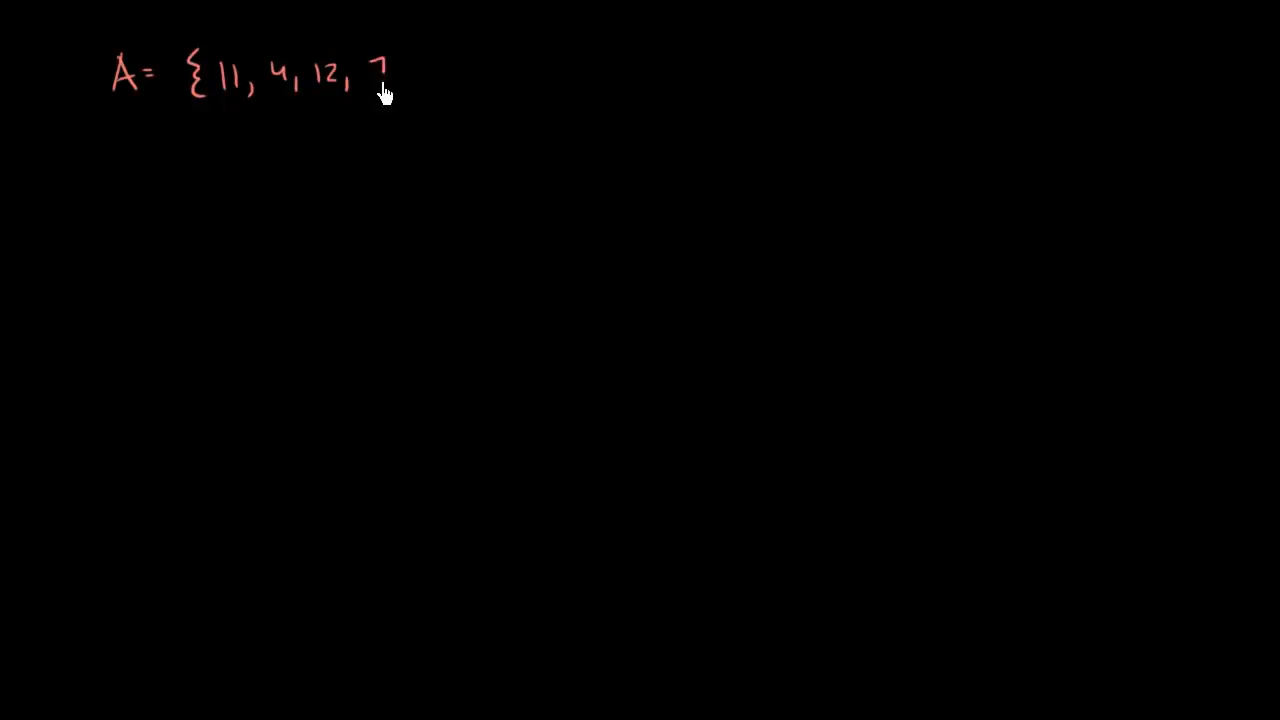 A= { 11, 4, 12, 7